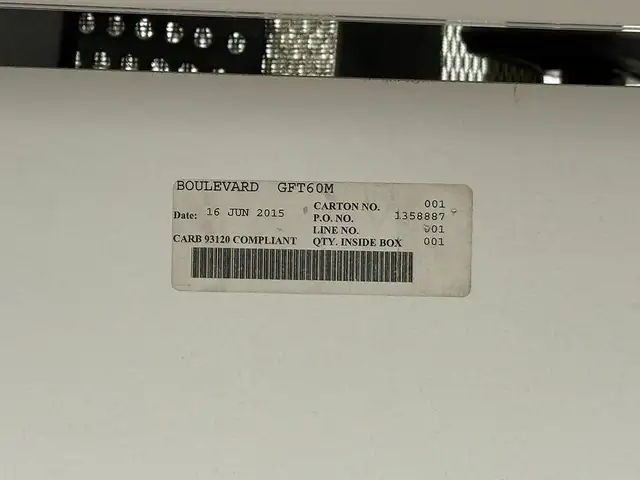 BOULEVARD GFT60M
CARTON NO. 001
Date: 16 JUN 2015 P.O. NO. 1358887
LINE NO. 001
CARB 93120 COMPLIANT QTY. INSIDE BOX 001